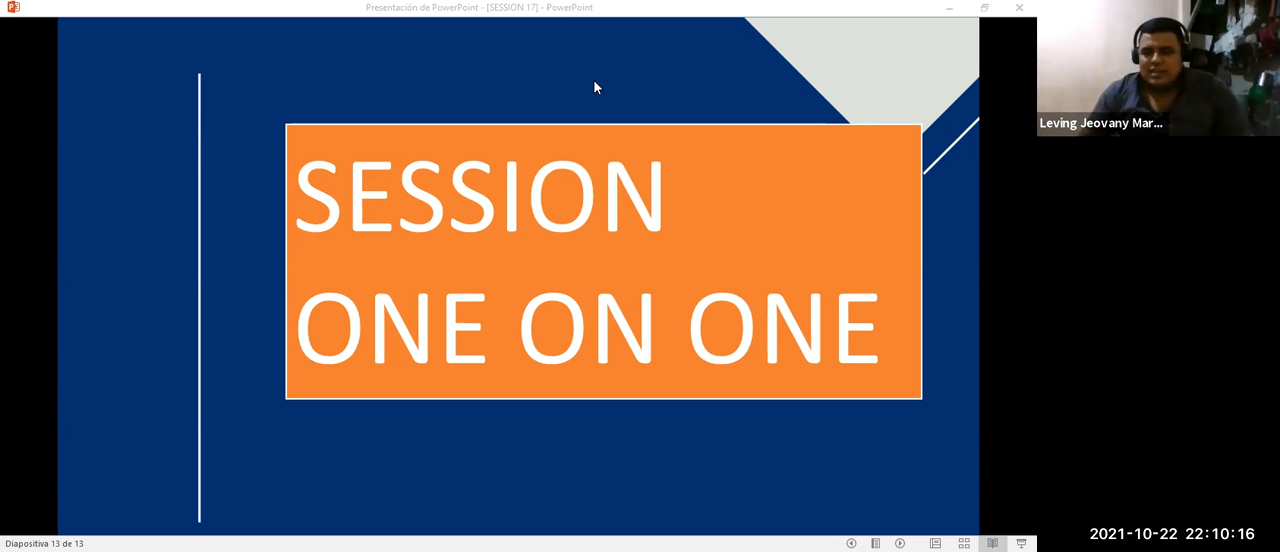 Presentación de PowerPoint - [SESSION 17] - PowerPoint
SESSION
ONE ON ONE
Leving Jeovany Mar...
Diapositiva 13 de 13
2021-10-22 22:10:16